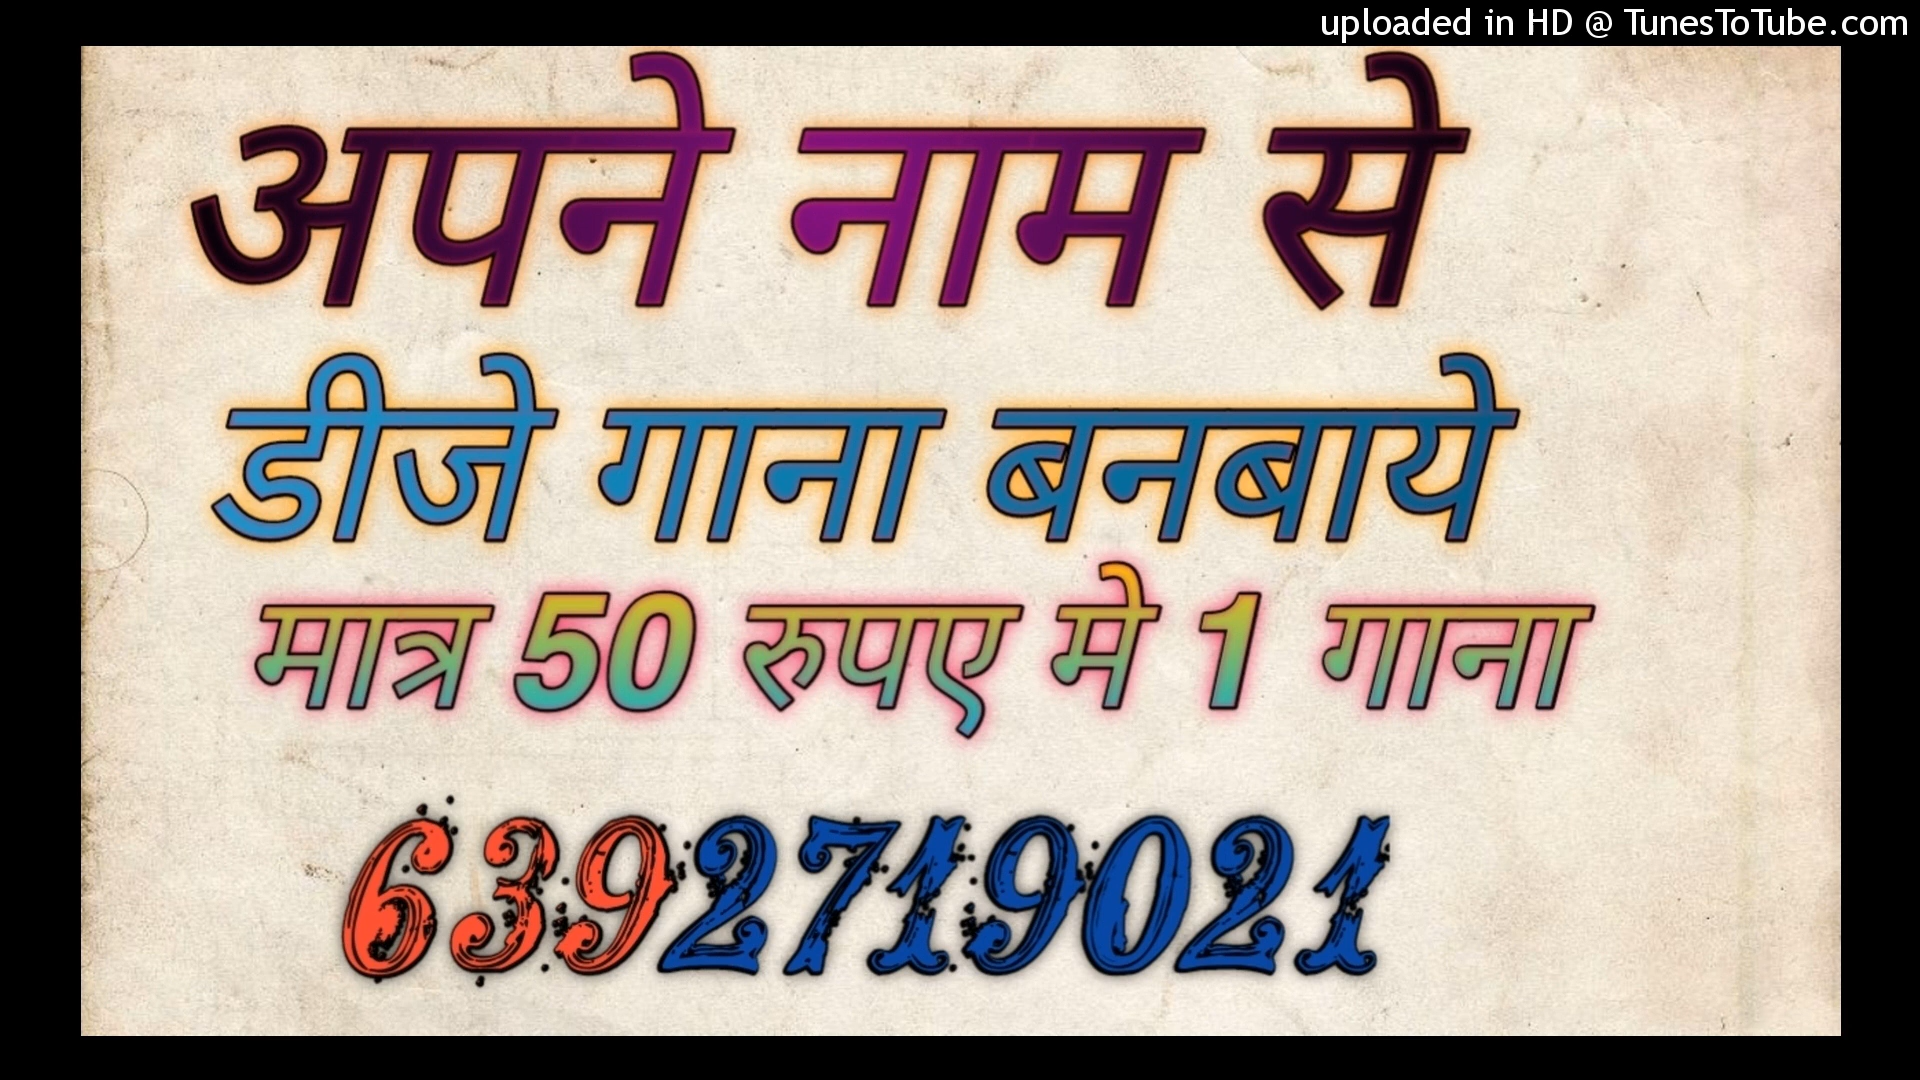 uploaded in HD @ TunesToTube.com
अपने नाम से
डीजे गाना बनबाये
मात्र 50 रुपए मे 1 गाना
6392719021